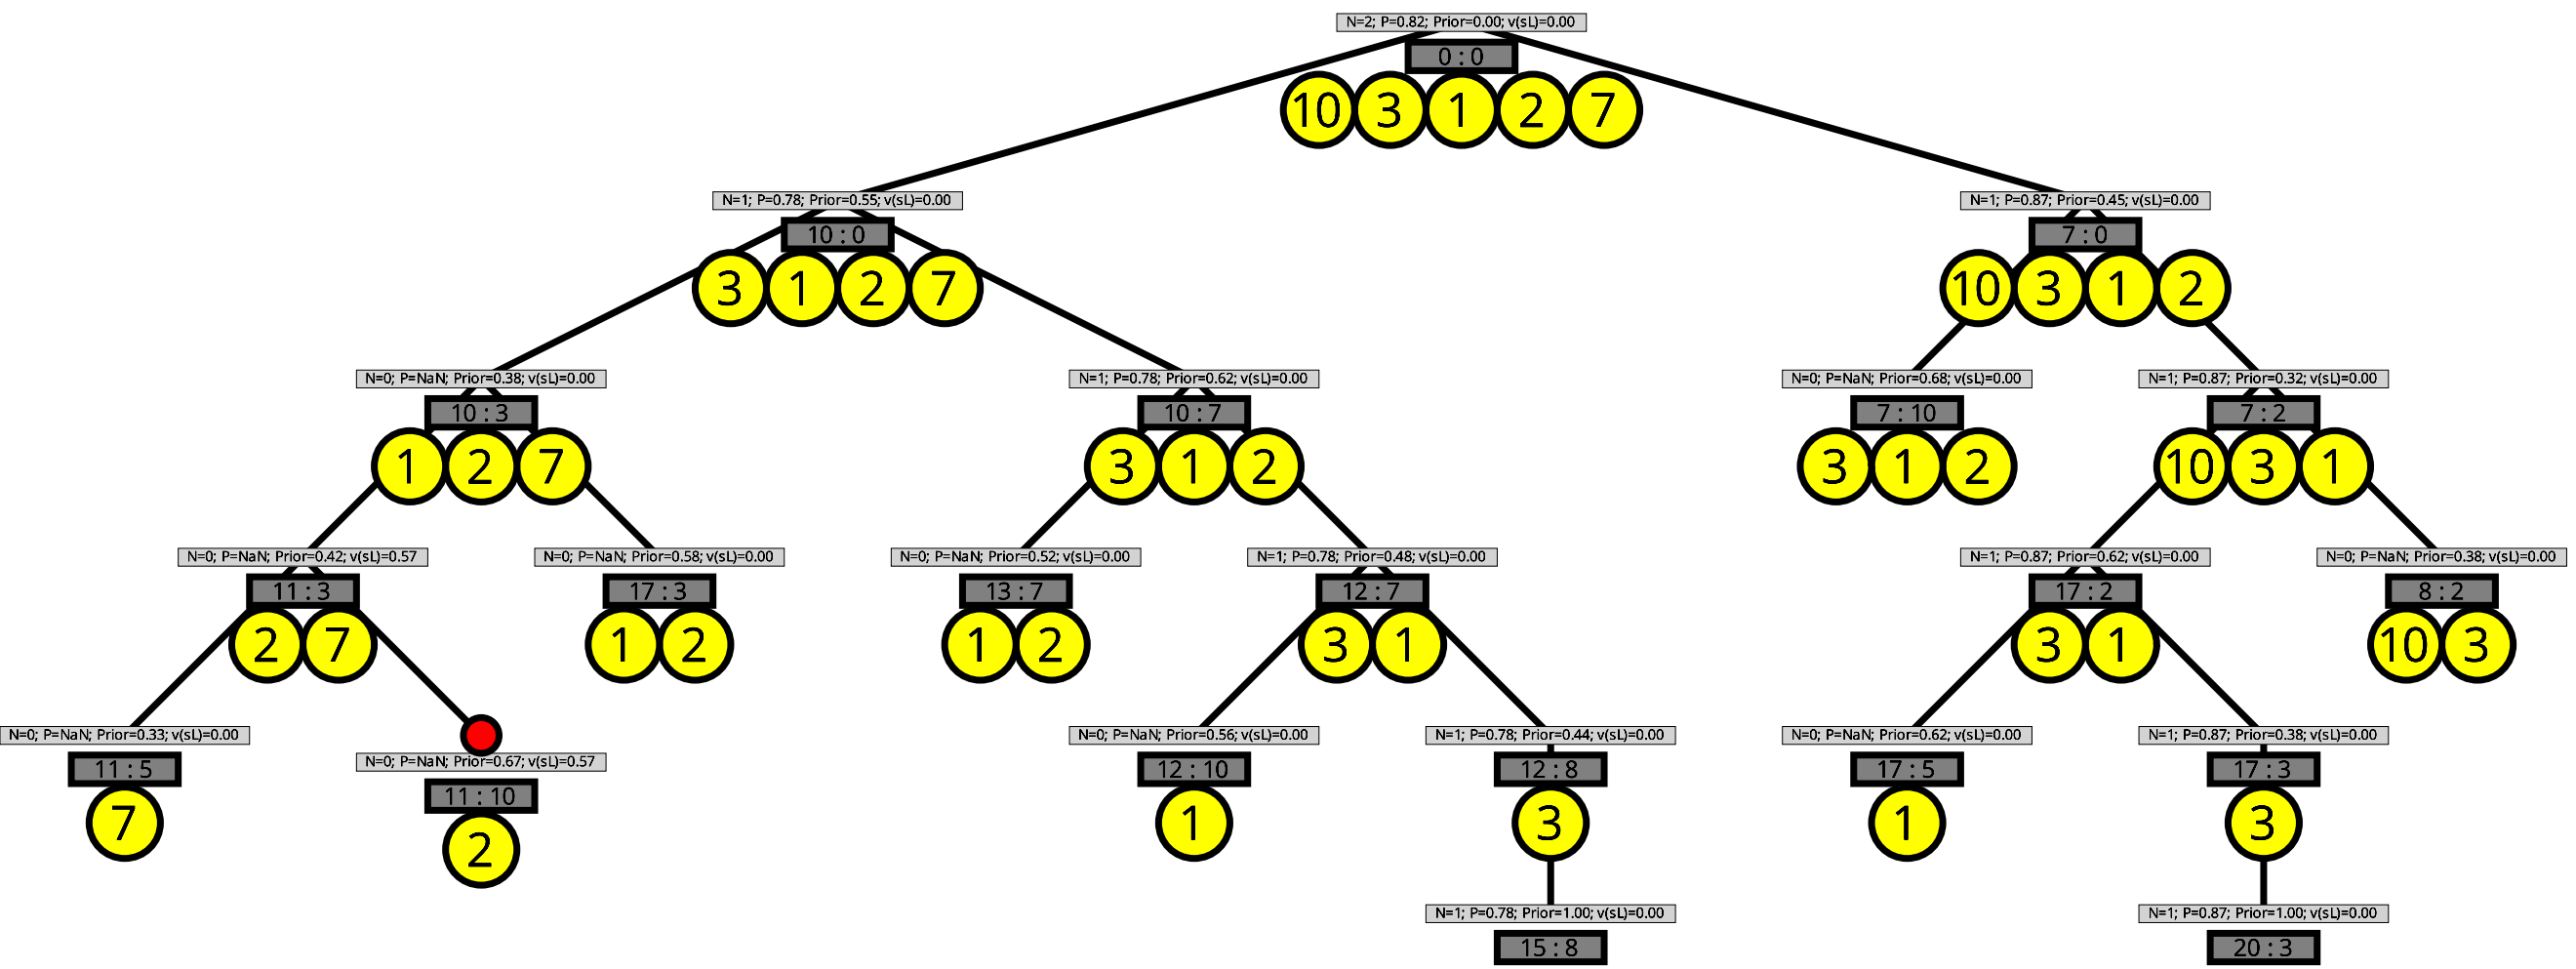 N=2; P=0.82; Prior=0.00; v(sL)=0.00
0 : 0
10 3 1 2 7
N=1; P=0.78; Prior=0.55; v(sL)=0.00
N=1; P=0.87; Prior=0.45; v(sL)=0.00
10 : 0
7 : 0
3 1 2 7
10 3 1 2
N=0; P=NaN; Prior=0.38; v(sL)=0.00
N=1; P=0.78; Prior=0.62; v(sL)=0.00
N=0; P=NaN; Prior=0.68; v(sL)=0.00
N=1; P=0.87; Prior=0.32; v(sL)=0.00
10 : 3
10 : 7
7 : 10
7 : 2
1 2 7
3 1 2
3 1 2
10 3 1
N=0; P=NaN; Prior=0.42; v(sL)=0.57
N=0; P=NaN; Prior=0.58; v(sL)=0.00
N=0; P=NaN; Prior=0.52; v(sL)=0.00
N=1; P=0.78; Prior=0.48; v(sL)=0.00
N=1; P=0.87; Prior=0.62; v(sL)=0.00
N=0; P=NaN; Prior=0.38; v(sL)=0.00
11 : 3
17 : 3
13 : 7
12 : 7
17 : 2
8 : 2
2 7
1 2
1 2
3 1
3 1
10 3
N=0; P=NaN; Prior=0.33; v(sL)=0.00
N=0; P=NaN; Prior=0.67; v(sL)=0.57
N=0; P=NaN; Prior=0.56; v(sL)=0.00
N=1; P=0.78; Prior=0.44; v(sL)=0.00
N=0; P=NaN; Prior=0.62; v(sL)=0.00
N=1; P=0.87; Prior=0.38; v(sL)=0.00
11 : 5
11 : 10
12 : 10
12 : 8
17 : 5
17 : 3
7
2
1
3
1
3
N=1; P=0.78; Prior=1.00; v(sL)=0.00
N=1; P=0.87; Prior=1.00; v(sL)=0.00
15 : 8
20 : 3